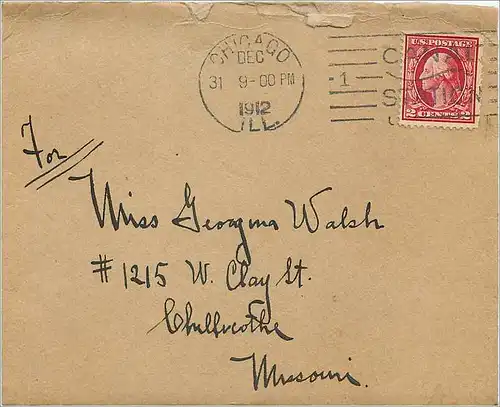 CHICAGO
DEC
31 9-00 PM
1912
ILL.
1
U.S. POSTAGE
2 CENTS 2
For
Miss Georgina Walsh
#1215 W. Clay St.
Chillicothe
Missouri.